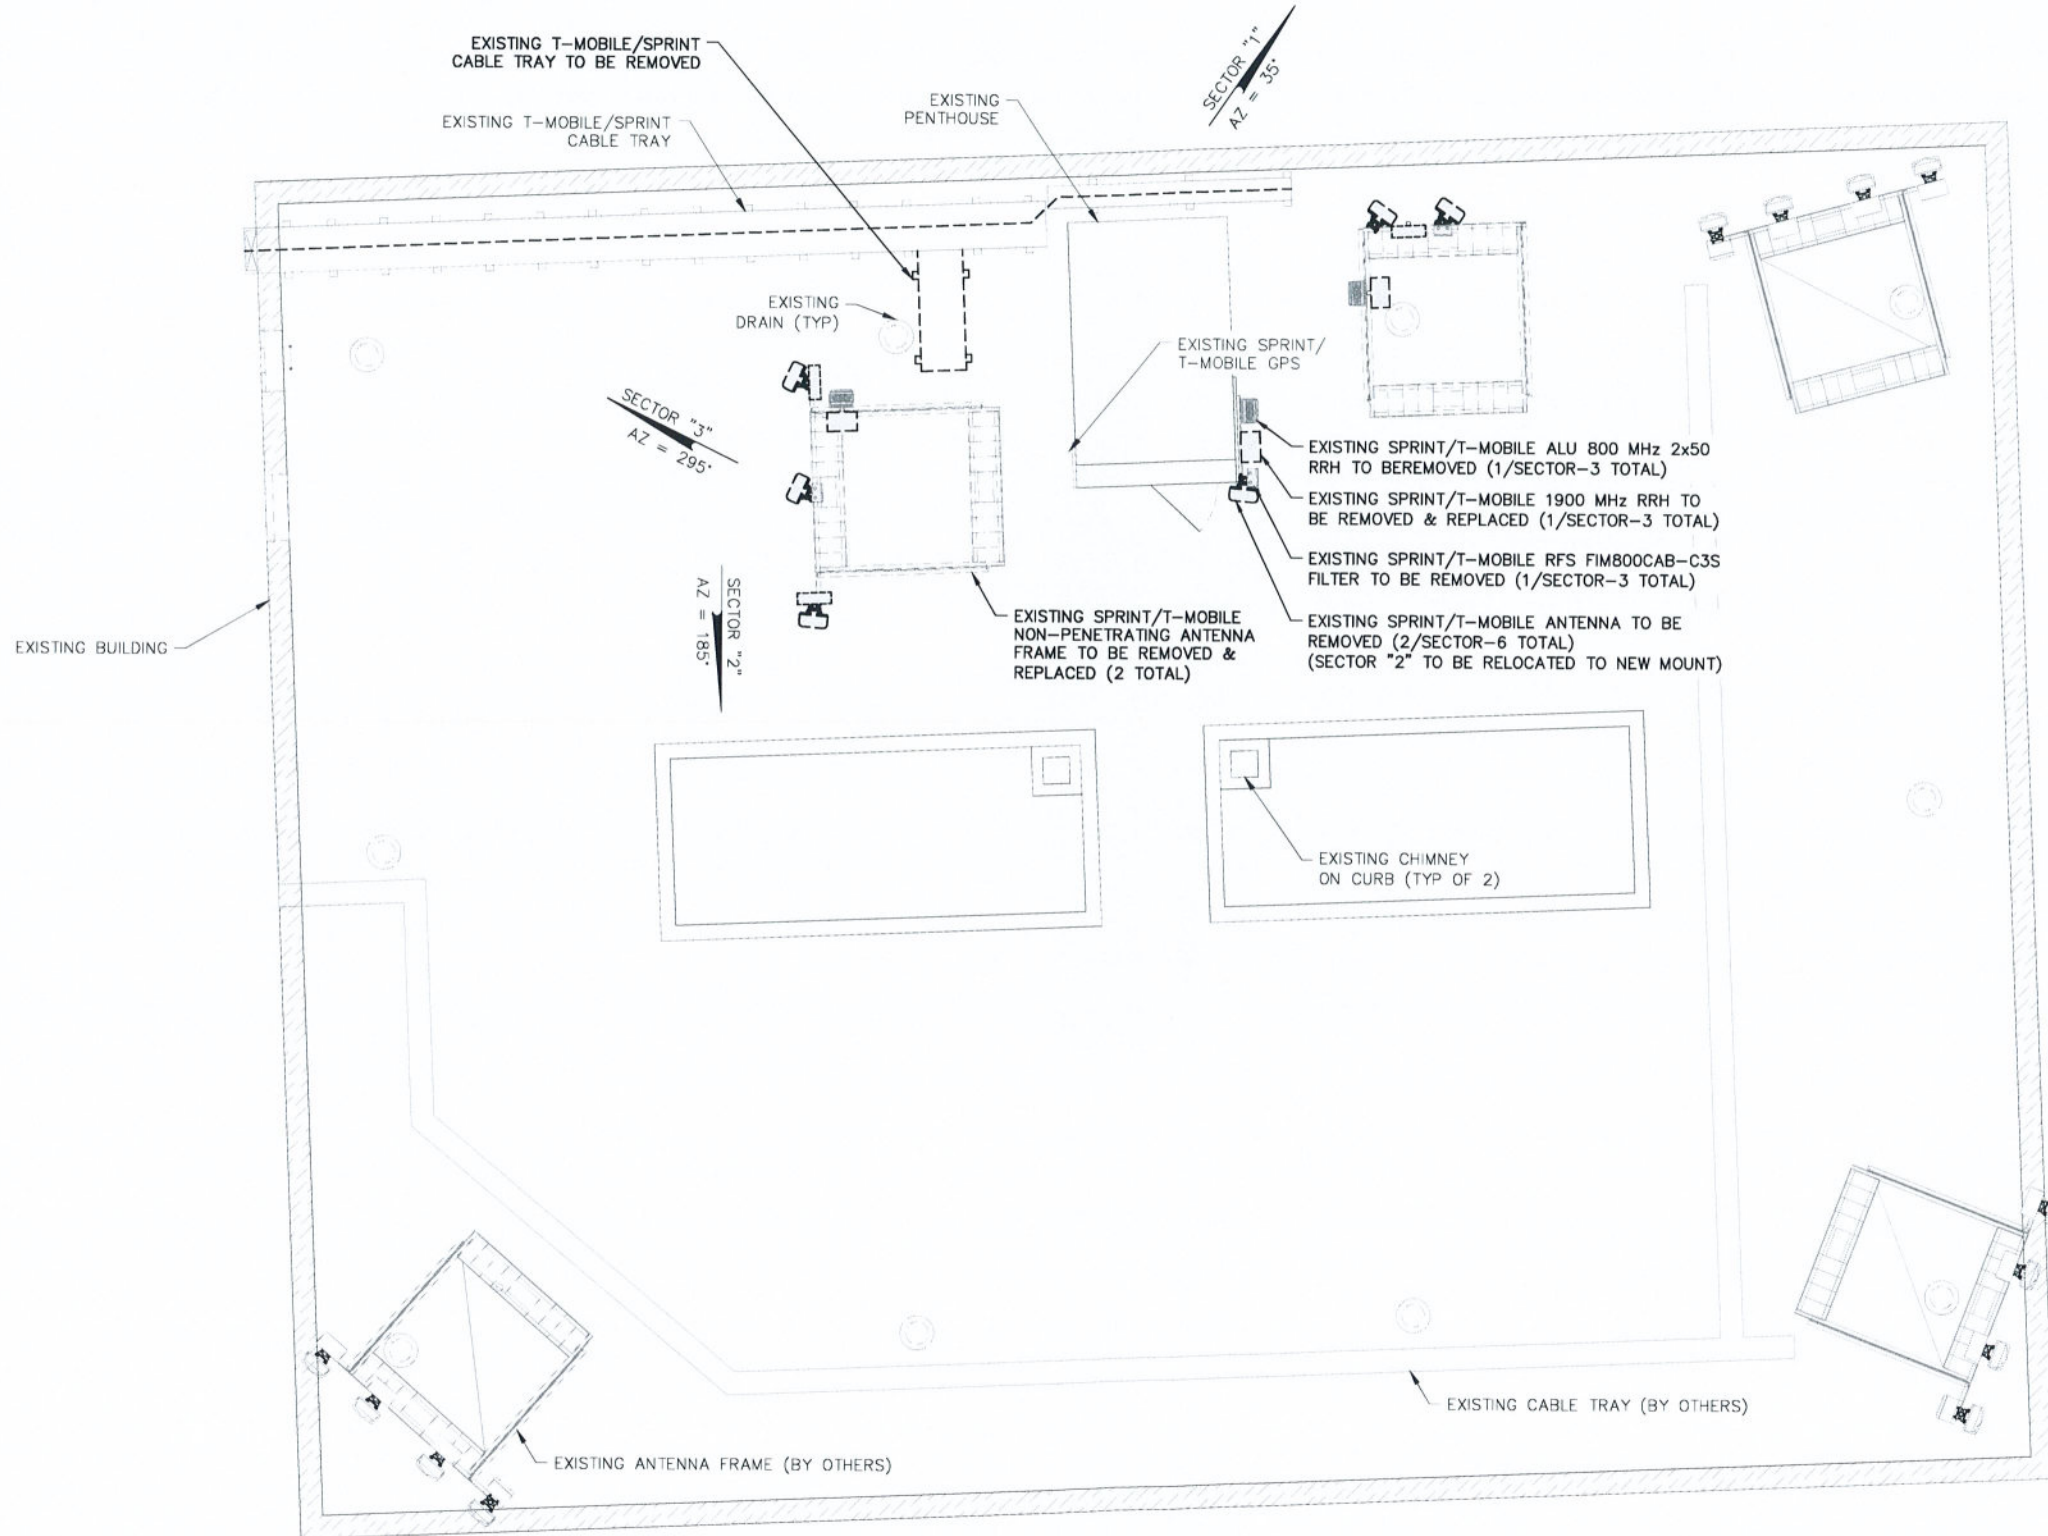 EXISTING T-MOBILE/SPRINT
CABLE TRAY TO BE REMOVED
EXISTING T-MOBILE/SPRINT
CABLE TRAY
EXISTING
PENTHOUSE
SECTOR "1"
AZ = 35°
EXISTING
DRAIN (TYP)
EXISTING SPRINT/
T-MOBILE GPS
SECTOR "3"
AZ = 295°
SECTOR "2"
AZ = 185°
EXISTING BUILDING
EXISTING SPRINT/T-MOBILE
NON-PENETRATING ANTENNA
FRAME TO BE REMOVED &
REPLACED (2 TOTAL)
EXISTING SPRINT/T-MOBILE ALU 800 MHz 2x50
RRH TO BEREMOVED (1/SECTOR-3 TOTAL)
EXISTING SPRINT/T-MOBILE 1900 MHz RRH TO
BE REMOVED & REPLACED (1/SECTOR-3 TOTAL)
EXISTING SPRINT/T-MOBILE RFS FIM800CAB-C3S
FILTER TO BE REMOVED (1/SECTOR-3 TOTAL)
EXISTING SPRINT/T-MOBILE ANTENNA TO BE
REMOVED (2/SECTOR-6 TOTAL)
(SECTOR "2" TO BE RELOCATED TO NEW MOUNT)
EXISTING CHIMNEY
ON CURB (TYP OF 2)
EXISTING CABLE TRAY (BY OTHERS)
EXISTING ANTENNA FRAME (BY OTHERS)